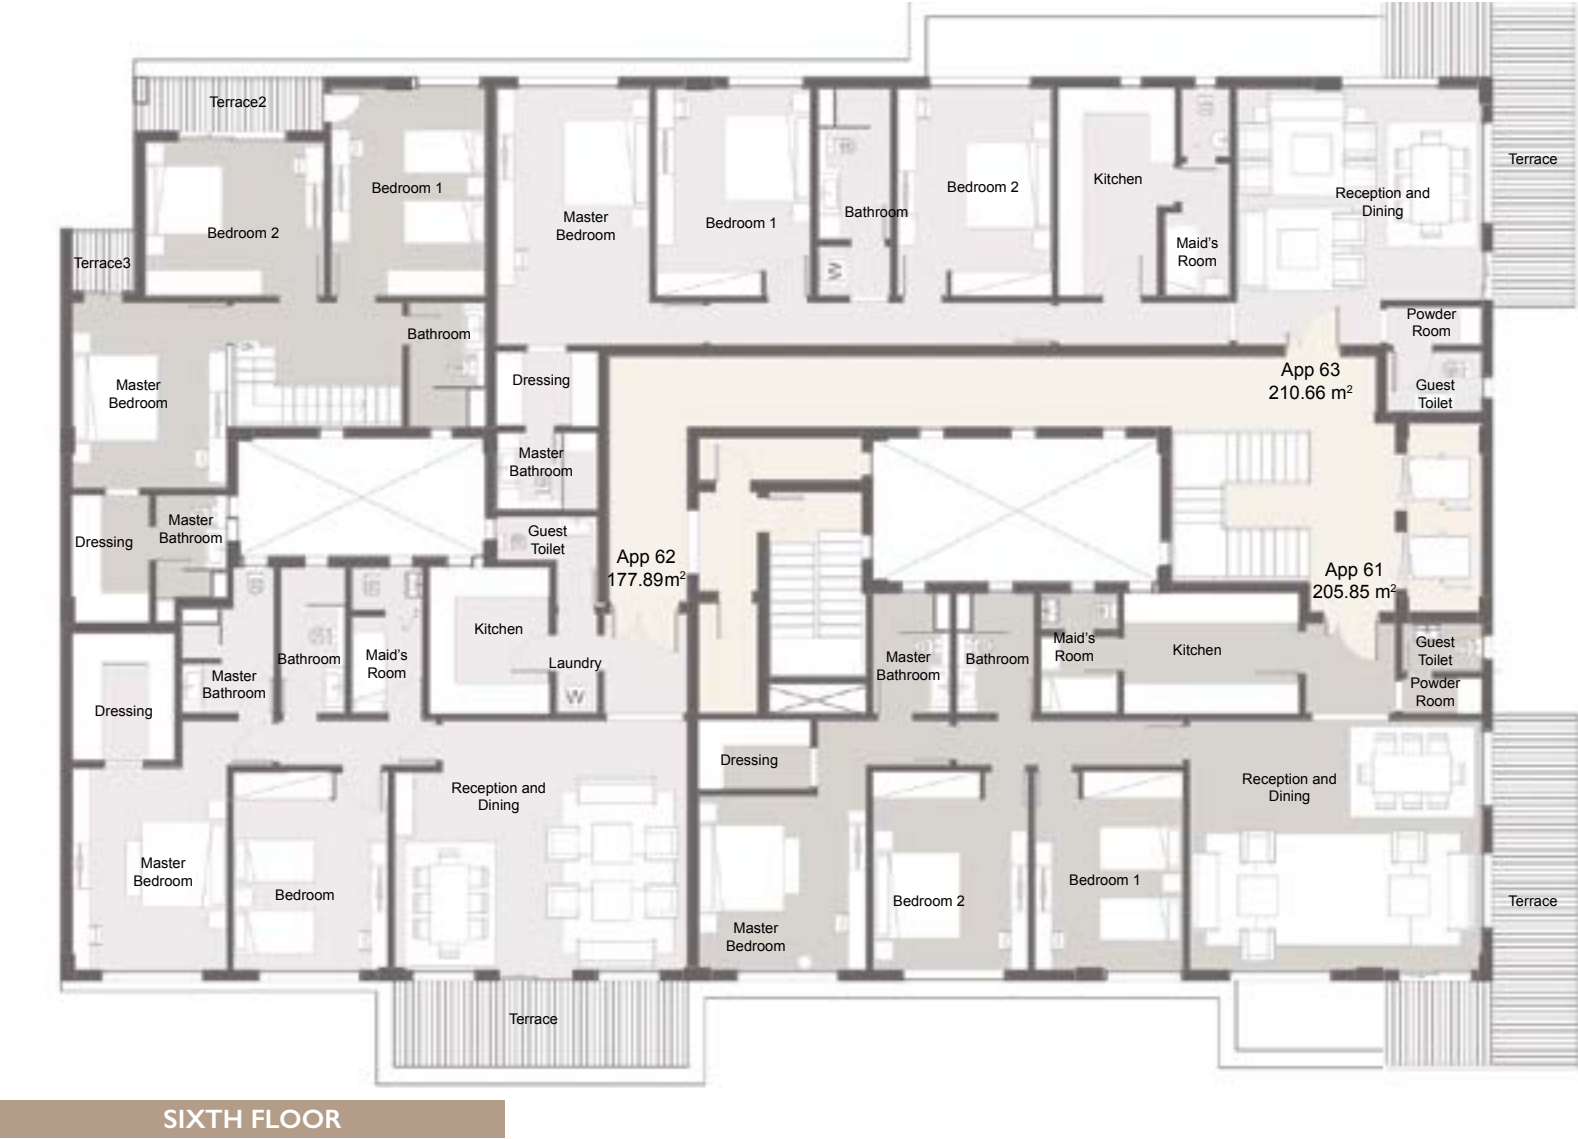 Terrace2
Bedroom 1
Bedroom 2
Terrace3
Bathroom
Master
Bedroom
Dressing
Master
Bathroom
Master
Bedroom
Bedroom 1
Bathroom
W
Bedroom 2
Kitchen
Maid's
Room
Reception and
Dining
Terrace
Powder
Room
Guest
Toilet
App 63
210.66 m²
Dressing
Master
Bathroom
Guest
Toilet
App 62
177.89m²
App 61
205.85 m²
Dressing
Master
Bedroom
Master
Bathroom
Bathroom
Maid's
Room
Kitchen
Laundry
W
Bedroom
Reception and
Dining
Terrace
Dressing
Master
Bedroom
Master
Bathroom
Bathroom
Maid's
Room
Kitchen
Guest
Toilet
Powder
Room
Bedroom 2
Bedroom 1
Reception and
Dining
Terrace
SIXTH FLOOR